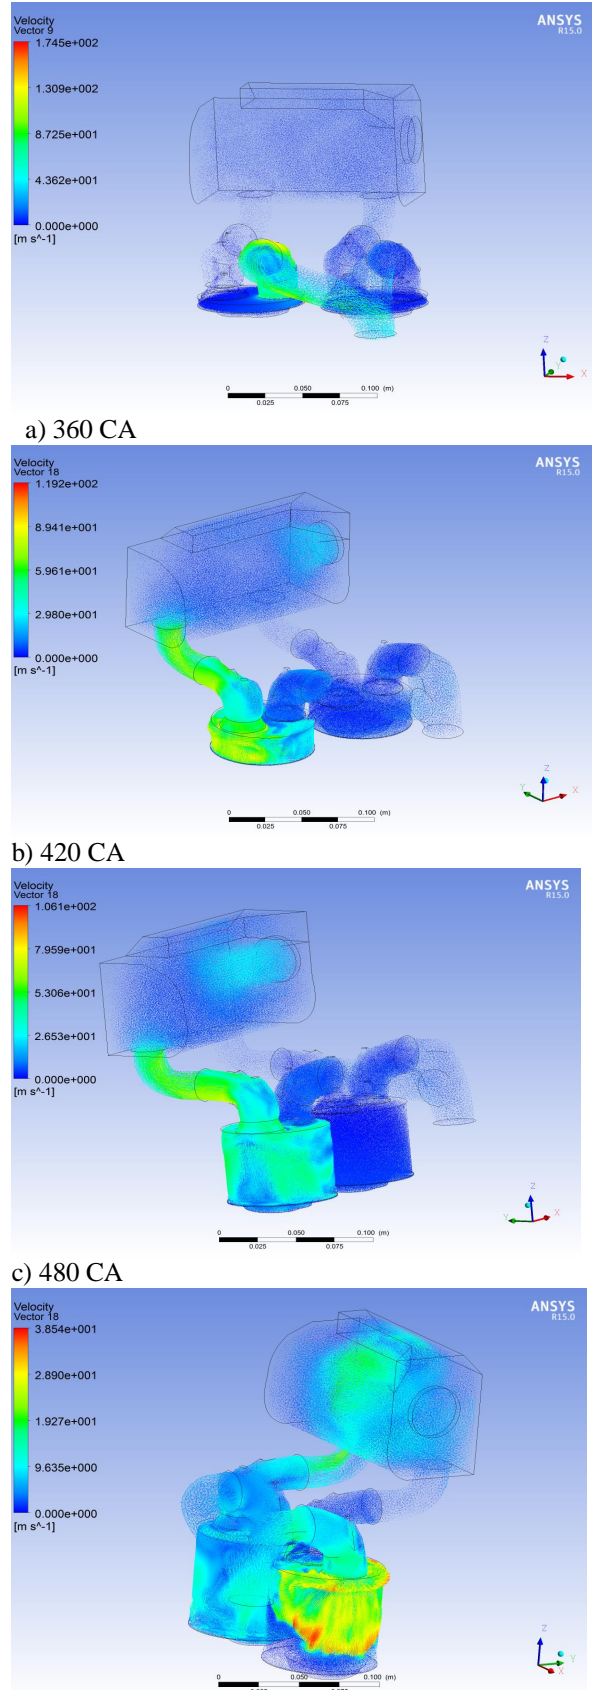 Velocity
Vector 9
1.745e+002
1.309e+002
8.725e+001
4.362e+001
0.000e+000
[m s^-1]
ANSYS
R15.0
Z
Y
X
0 0.050 0.100 (m)
0.025 0.075
a) 360 CA
Velocity
Vector 18
1.192e+002
8.941e+001
5.961e+001
2.980e+001
0.000e+000
[m s^-1]
ANSYS
R15.0
Z
Y
X
0 0.050 0.100 (m)
0.025 0.075
b) 420 CA
Velocity
Vector 18
1.061e+002
7.959e+001
5.306e+001
2.653e+001
0.000e+000
[m s^-1]
ANSYS
R15.0
Z
Y
X
0 0.050 0.100 (m)
0.025 0.075
c) 480 CA
Velocity
Vector 18
3.854e+001
2.890e+001
1.927e+001
9.635e+000
0.000e+000
[m s^-1]
ANSYS
R15.0
Z
Y
X
0 0.050 0.100 (m)